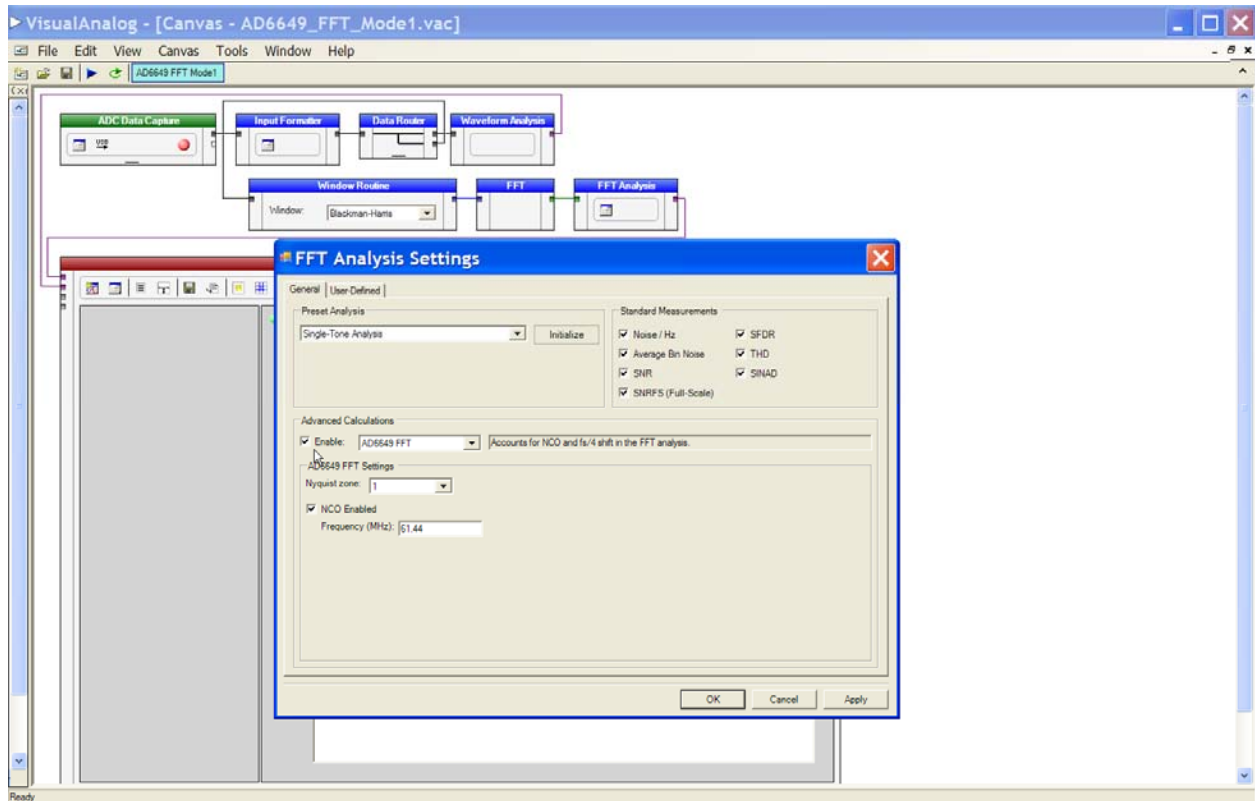 VisualAnalog - [Canvas - AD6649_FFT_Mode1.vac]
File Edit View Canvas Tools Window Help
AD6649 FFT Mode1
ADC Data Capture
Input Formatter
Data Router
Waveform Analysis
USB
Window Routine
FFT
FFT Analysis
Window:
Blackman-Harris
FFT Analysis Settings
General
User-Defined
Preset Analysis
Single-Tone Analysis
Initialize
Standard Measurements
Noise / Hz
SFDR
Average Bin Noise
THD
SNR
SINAD
SNRFS (Full-Scale)
Advanced Calculations
Enable:
AD6649 FFT
Accounts for NCO and fs/4 shift in the FFT analysis.
AD6649 FFT Settings
Nyquist zone:
1
NCO Enabled
Frequency (MHz):
61.44
OK
Cancel
Apply
Ready